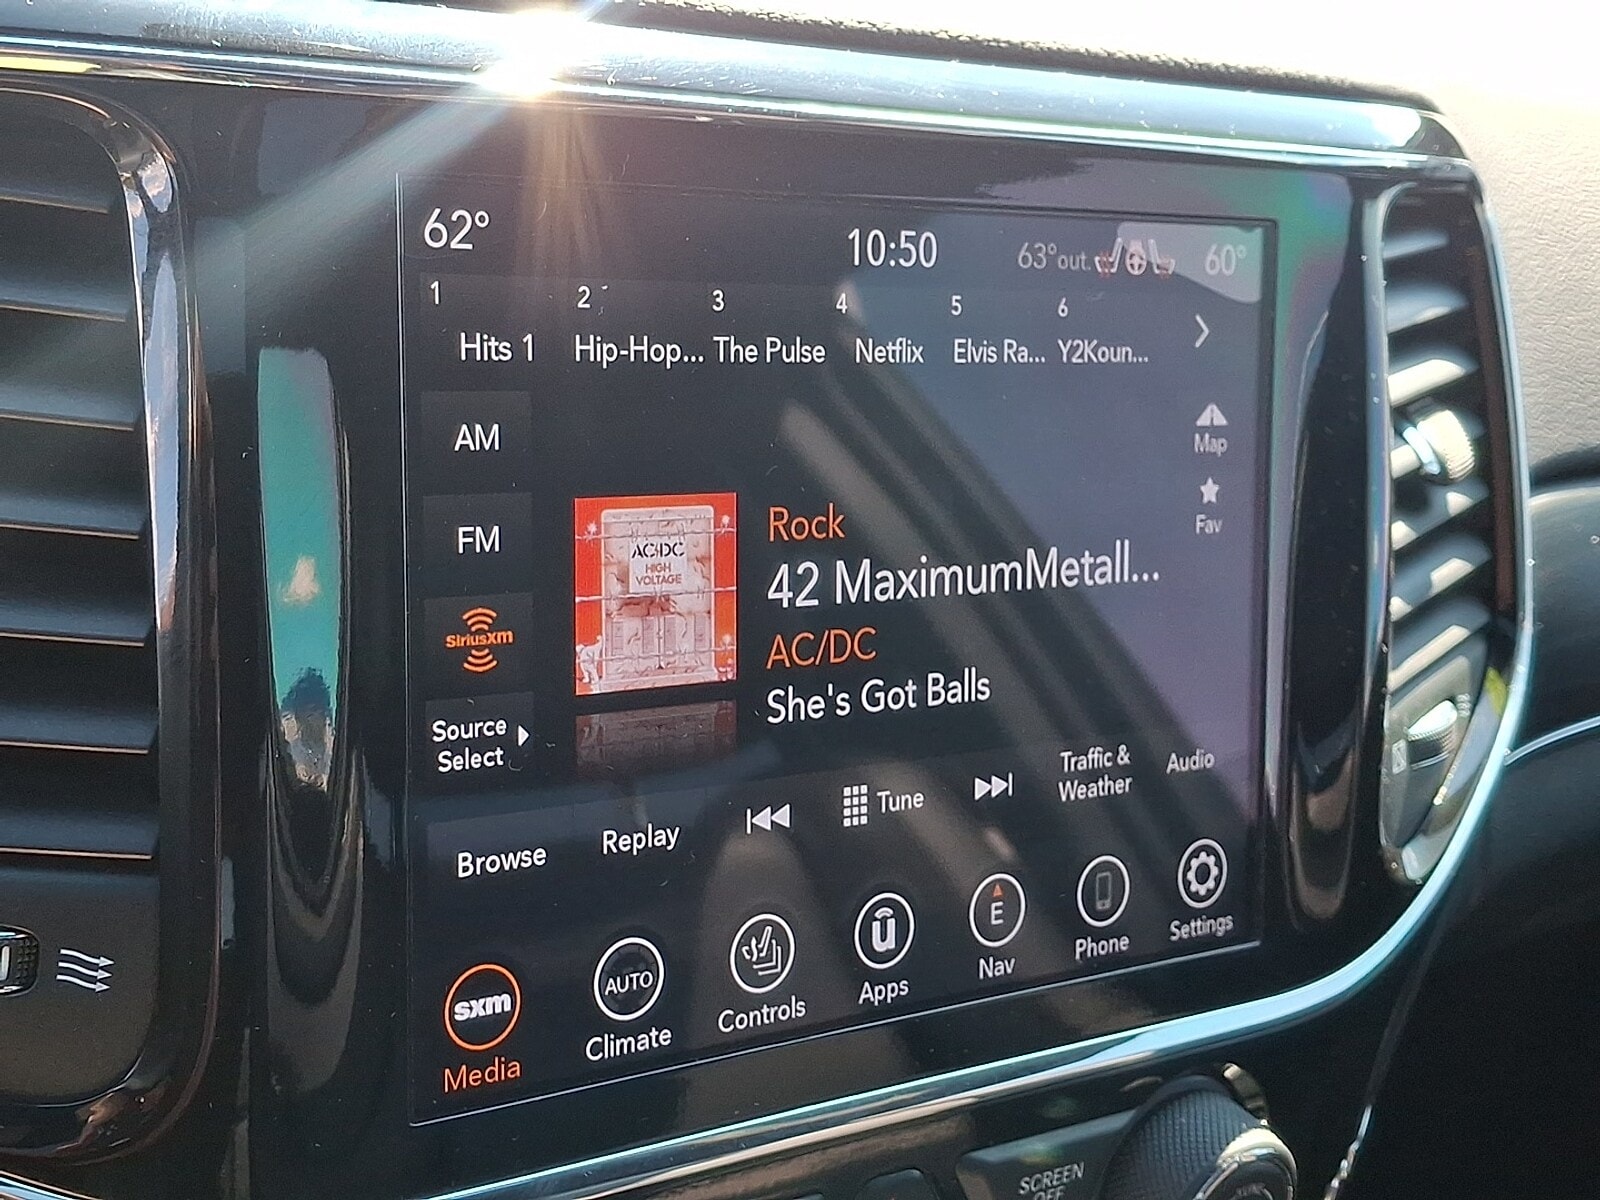 62°
10:50
63°out.
60°
1
2
3
4
5
6
Hits 1
Hip-Hop...
The Pulse
Netflix
Elvis Ra...
Y2Koun...
AM
Map
FM
Fav
AC/DC
HIGH
VOLTAGE
Rock
42 MaximumMetall...
AC/DC
She's Got Balls
SiriusXm
Source
Select
Browse
Replay
Tune
Traffic &
Weather
Audio
sxm
Media
AUTO
Climate
Controls
Apps
E
Nav
Phone
Settings
SCREEN
OFF